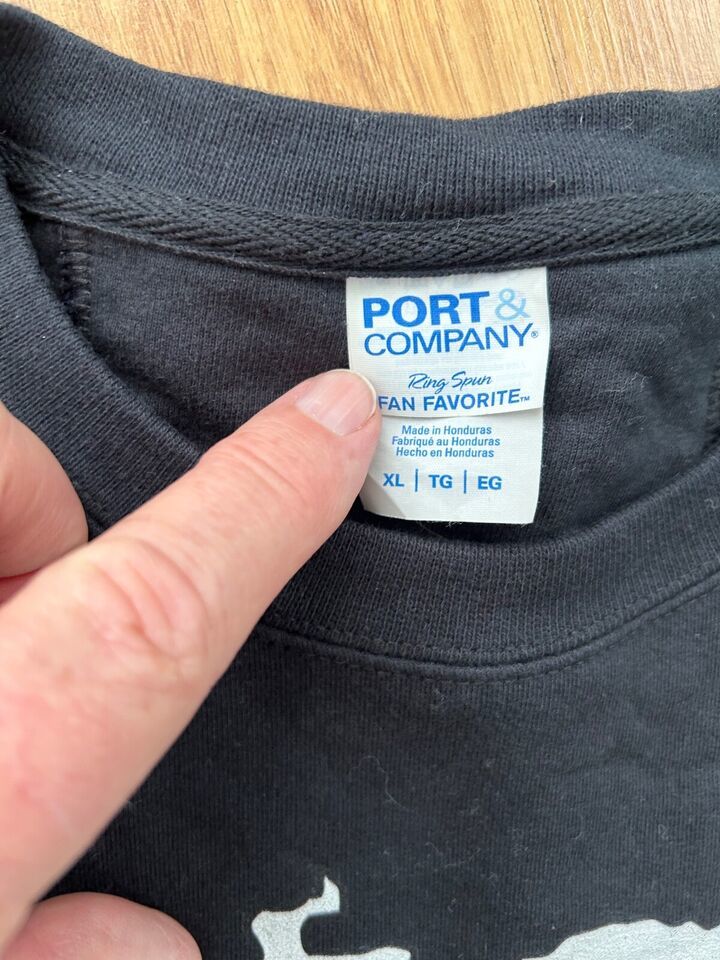 PORT &
COMPANY®
Ring Spun
FAN FAVORITE™
Made in Honduras
Fabriqué au Honduras
Hecho en Honduras
XL | TG | EG